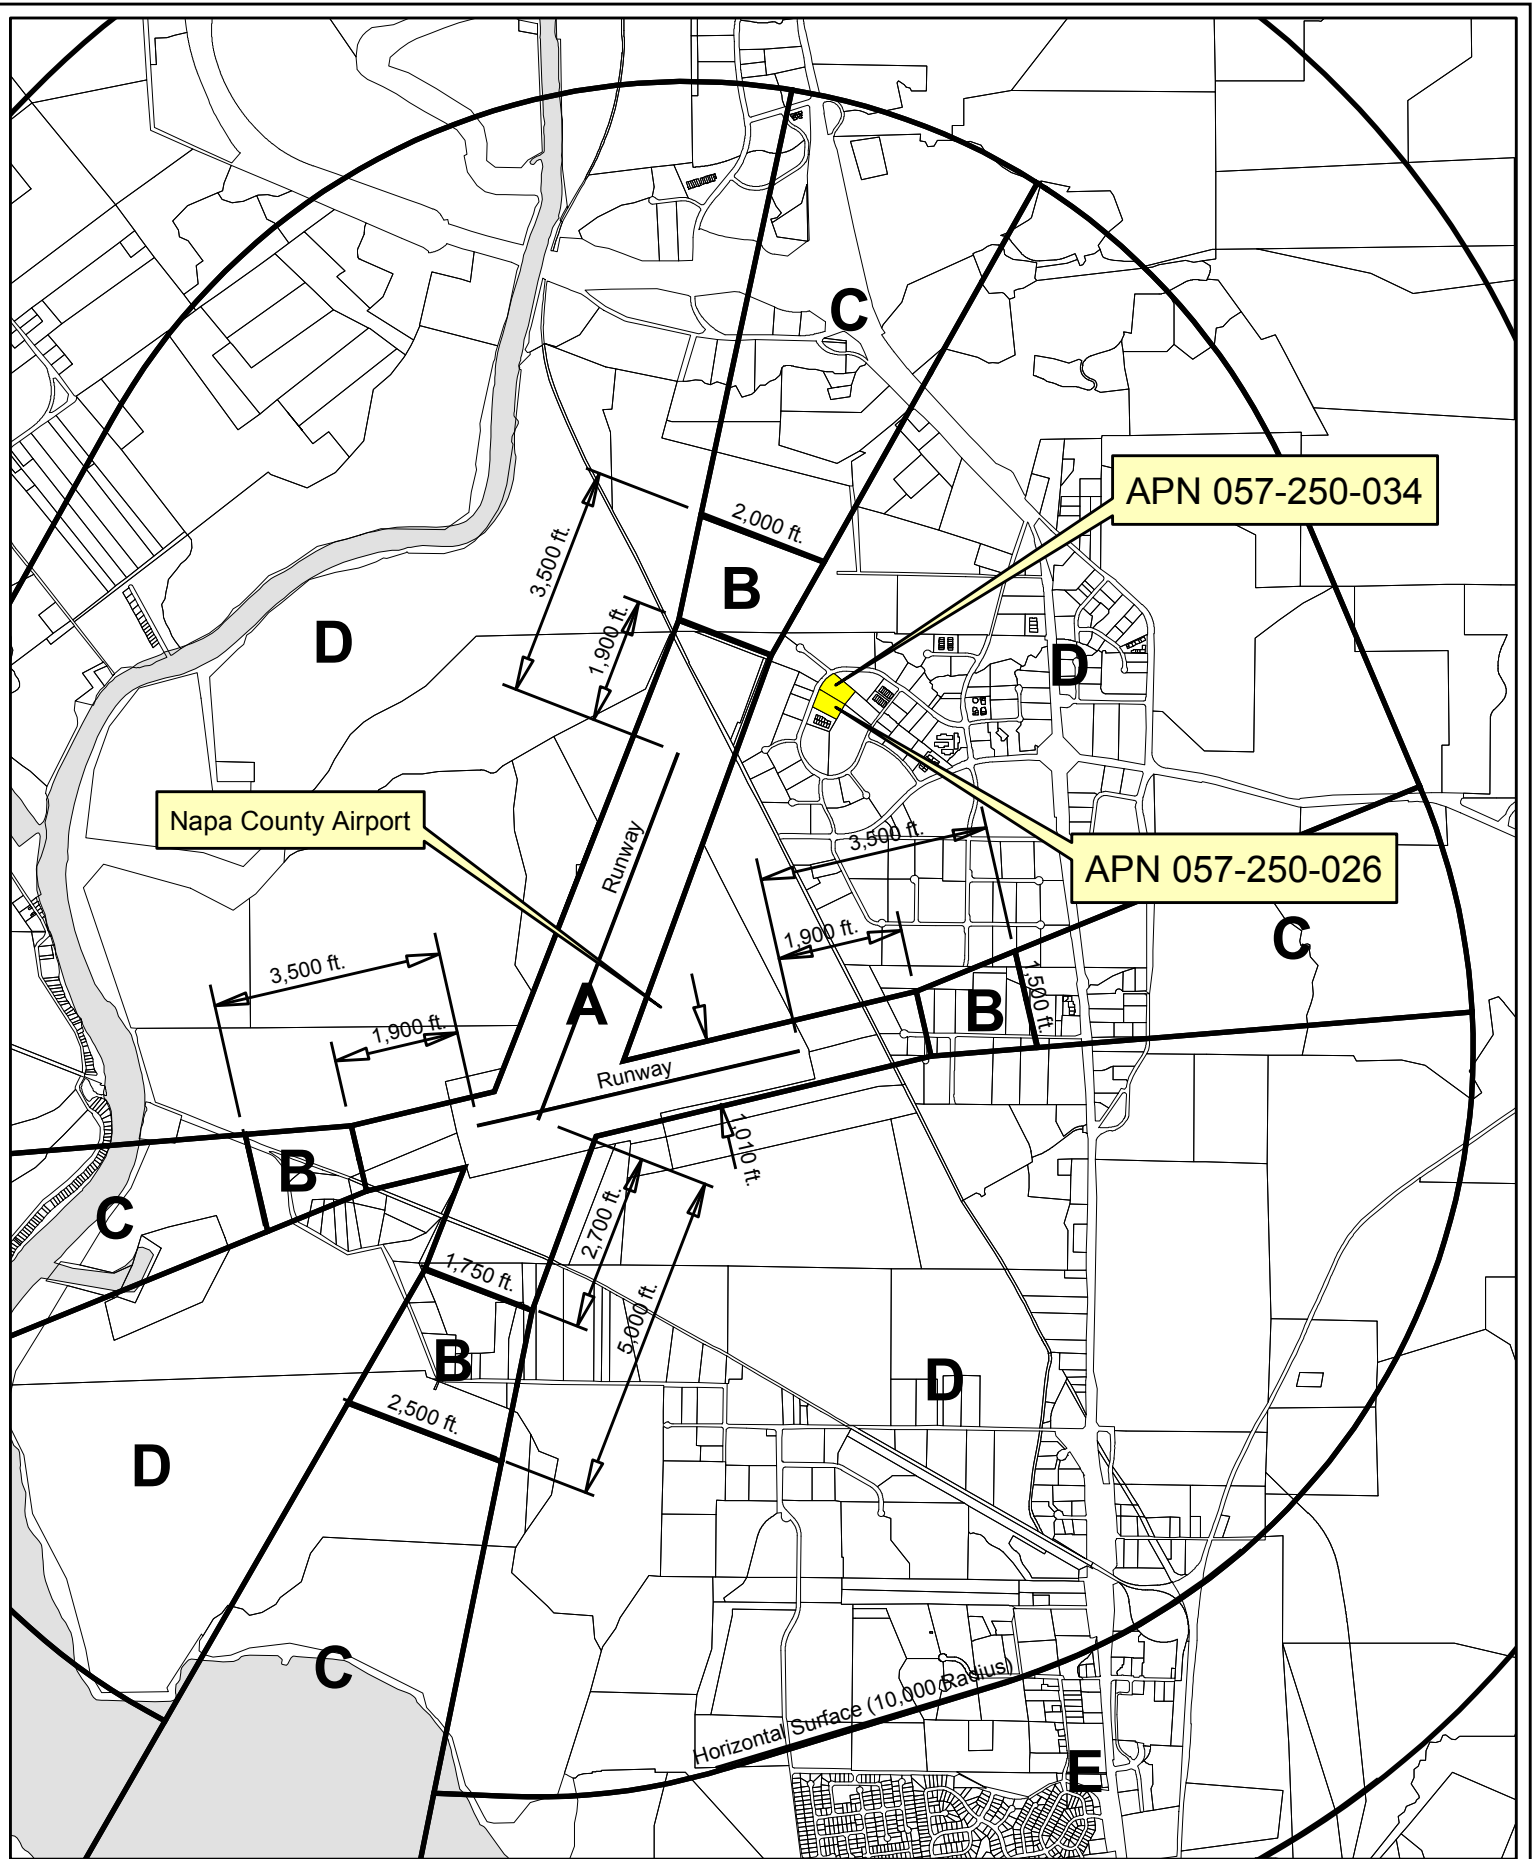 C
APN 057-250-034
2,000 ft.
3,500 ft.
B
1,900 ft.
D
D
Napa County Airport
Runway
3,500 ft.
APN 057-250-026
1,900 ft.
C
3,500 ft.
A
B
1,500 ft.
1,900 ft.
Runway
1,010 ft.
B
C
2,700 ft.
1,750 ft.
5,000 ft.
B
D
2,500 ft.
D
C
Horizontal Surface (10,000 Radius)
E